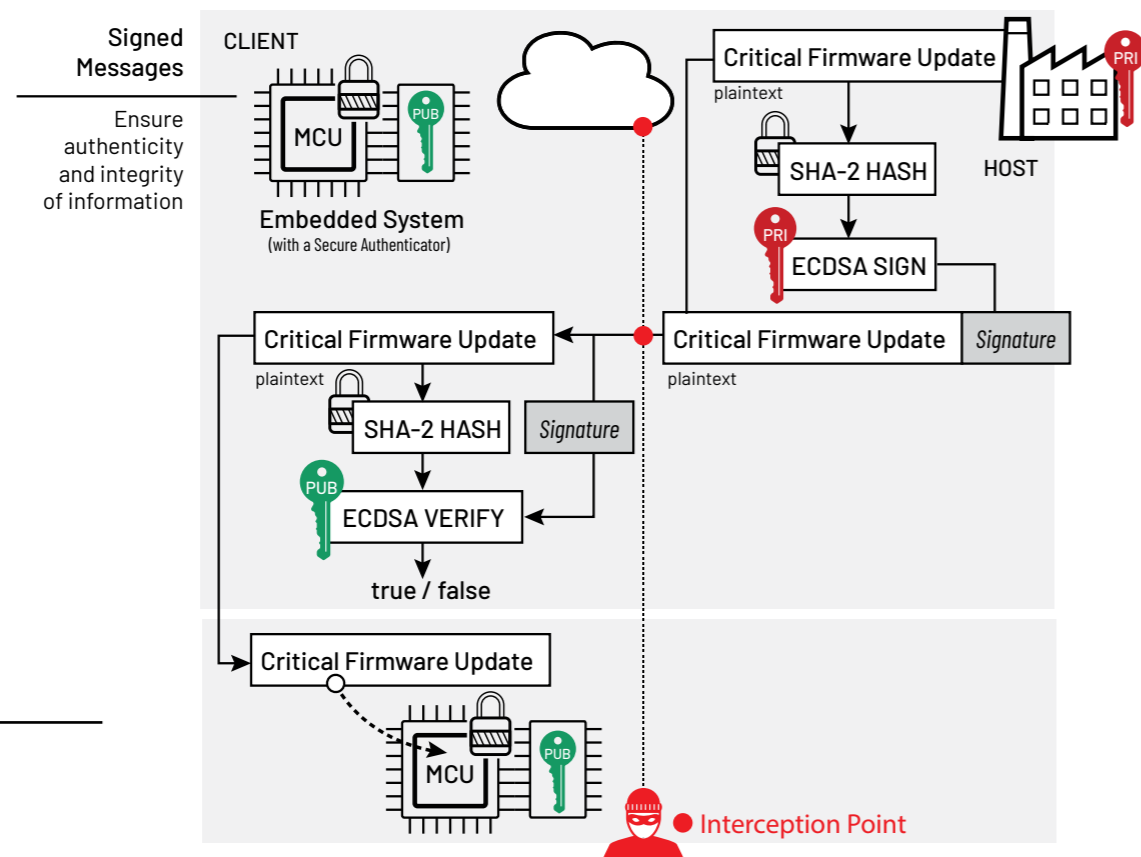 Signed
Messages
Ensure
authenticity
and integrity
of information
CLIENT
MCU
PUB
Embedded System
(with a Secure Authenticator)
Critical Firmware Update
plaintext
PRI
HOST
SHA-2 HASH
PRI
ECDSA SIGN
Critical Firmware Update
Signature
plaintext
Critical Firmware Update
plaintext
SHA-2 HASH
Signature
PUB
ECDSA VERIFY
true / false
Critical Firmware Update
MCU
PUB
Interception Point